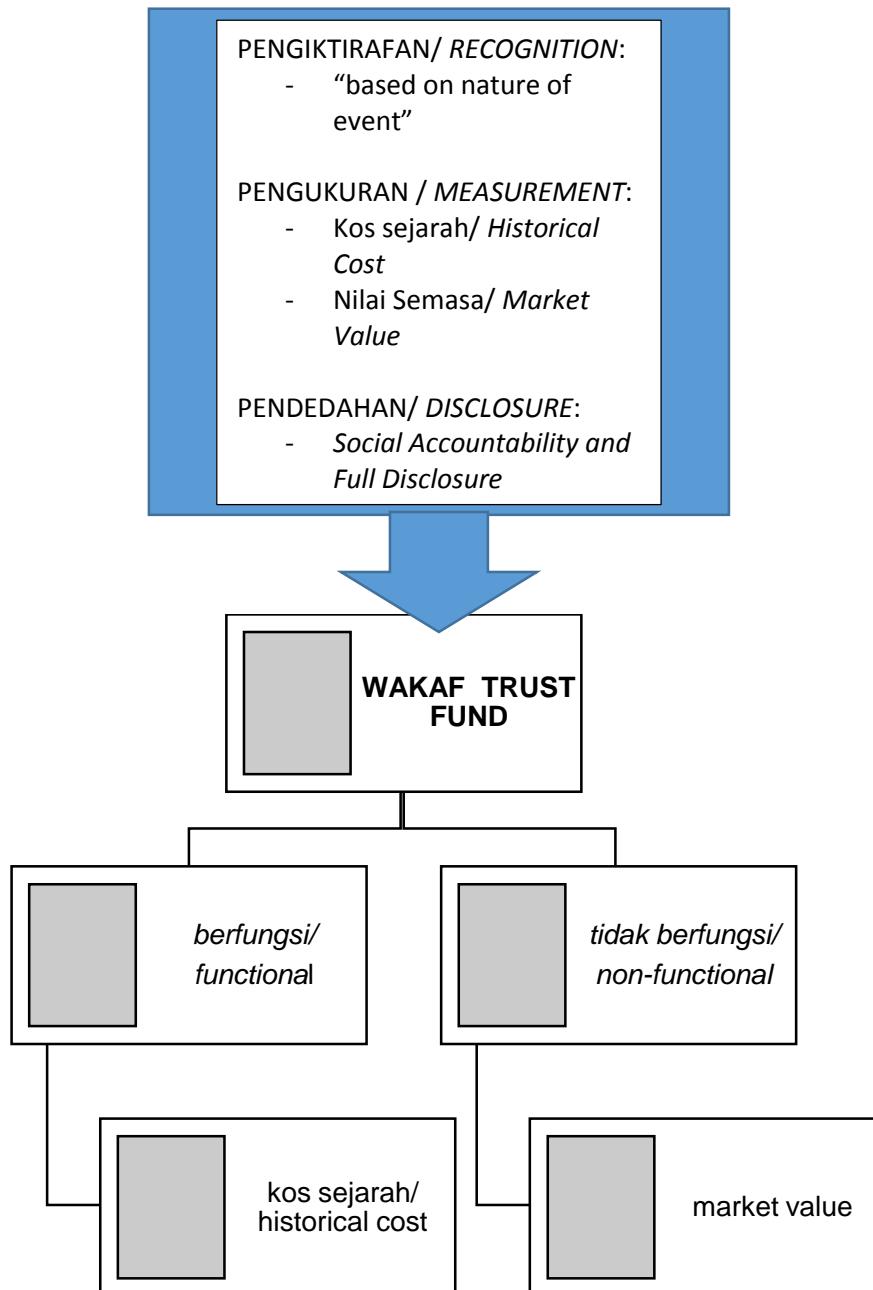 PENGIKTIRAFAN/ RECOGNITION:
- “based on nature of
event”
PENGUKURAN / MEASUREMENT:
- Kos sejarah/ Historical
Cost
- Nilai Semasa/ Market
Value
PENDEDAHAN/ DISCLOSURE:
- Social Accountability and
Full Disclosure
WAKAF TRUST
FUND
berfungsi/
functional
tidak berfungsi/
non-functional
kos sejarah/
historical cost
market value